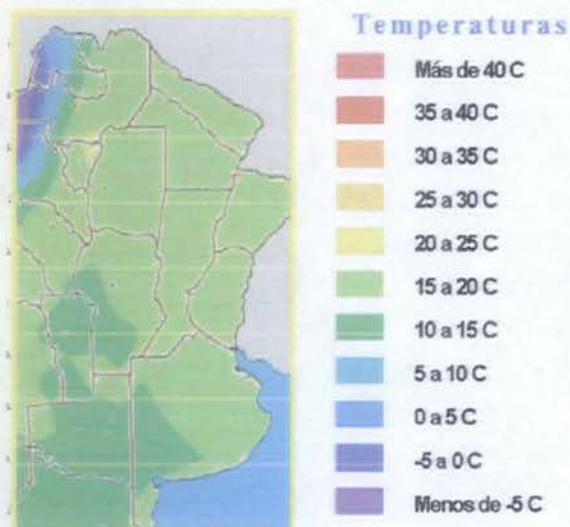 Temperaturas
Más de 40 C
35 a 40 C
30 a 35 C
25 a 30 C
20 a 25 C
15 a 20 C
10 a 15 C
5 a 10 C
0 a 5 C
-5 a 0 C
Menos de -5 C